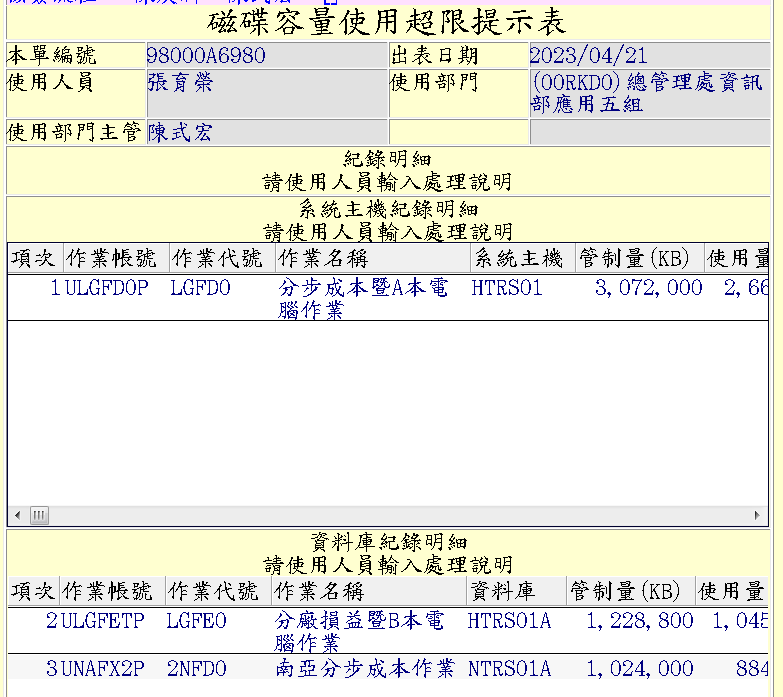 磁碟容量使用超限提示表
本單編號 98000A6980 出表日期 2023/04/21
使用人員 張育榮 使用部門 (00RKD0)總管理處資訊
部應用五組
使用部門主管 陳式宏
紀錄明細
請使用人員輸入處理說明
系統主機紀錄明細
請使用人員輸入處理說明
項次 作業帳號 作業代號 作業名稱 系統主機 管制量(KB) 使用量
1 ULGFD0P LGFD0 分步成本暨A本電 HTRS01 3,072,000 2,66
腦作業
資料庫紀錄明細
請使用人員輸入處理說明
項次 作業帳號 作業代號 作業名稱 資料庫 管制量(KB) 使用量
2 ULGFETP LGFE0 分廠損益暨B本電 HTRS01A 1,228,800 1,045
腦作業
3 UNAFX2P 2NFD0 南亞分步成本作業 NTRS01A 1,024,000 884